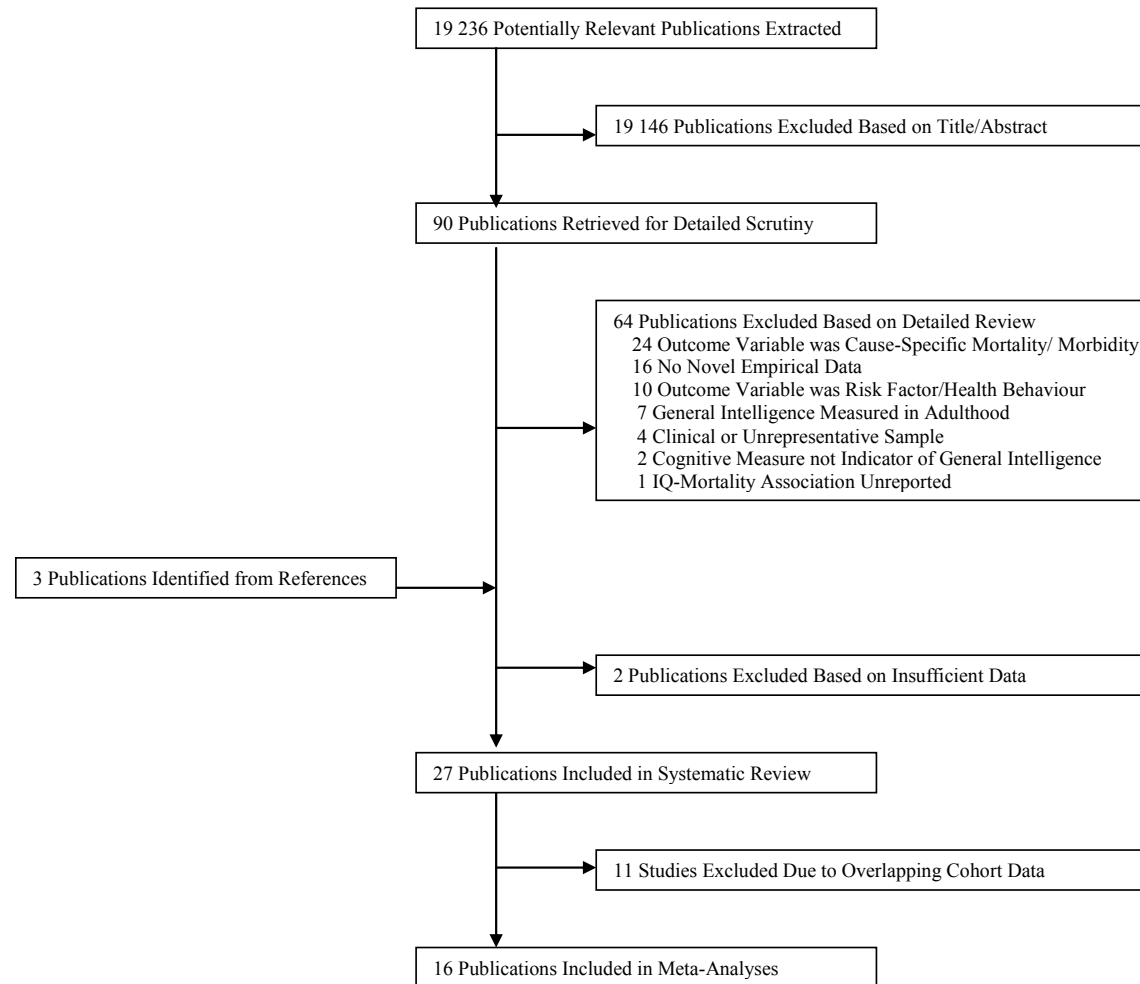 19 236 Potentially Relevant Publications Extracted
19 146 Publications Excluded Based on Title/Abstract
90 Publications Retrieved for Detailed Scrutiny
64 Publications Excluded Based on Detailed Review
24 Outcome Variable was Cause-Specific Mortality/ Morbidity
16 No Novel Empirical Data
10 Outcome Variable was Risk Factor/Health Behaviour
7 General Intelligence Measured in Adulthood
4 Clinical or Unrepresentative Sample
2 Cognitive Measure not Indicator of General Intelligence
1 IQ-Mortality Association Unreported
3 Publications Identified from References
2 Publications Excluded Based on Insufficient Data
27 Publications Included in Systematic Review
11 Studies Excluded Due to Overlapping Cohort Data
16 Publications Included in Meta-Analyses